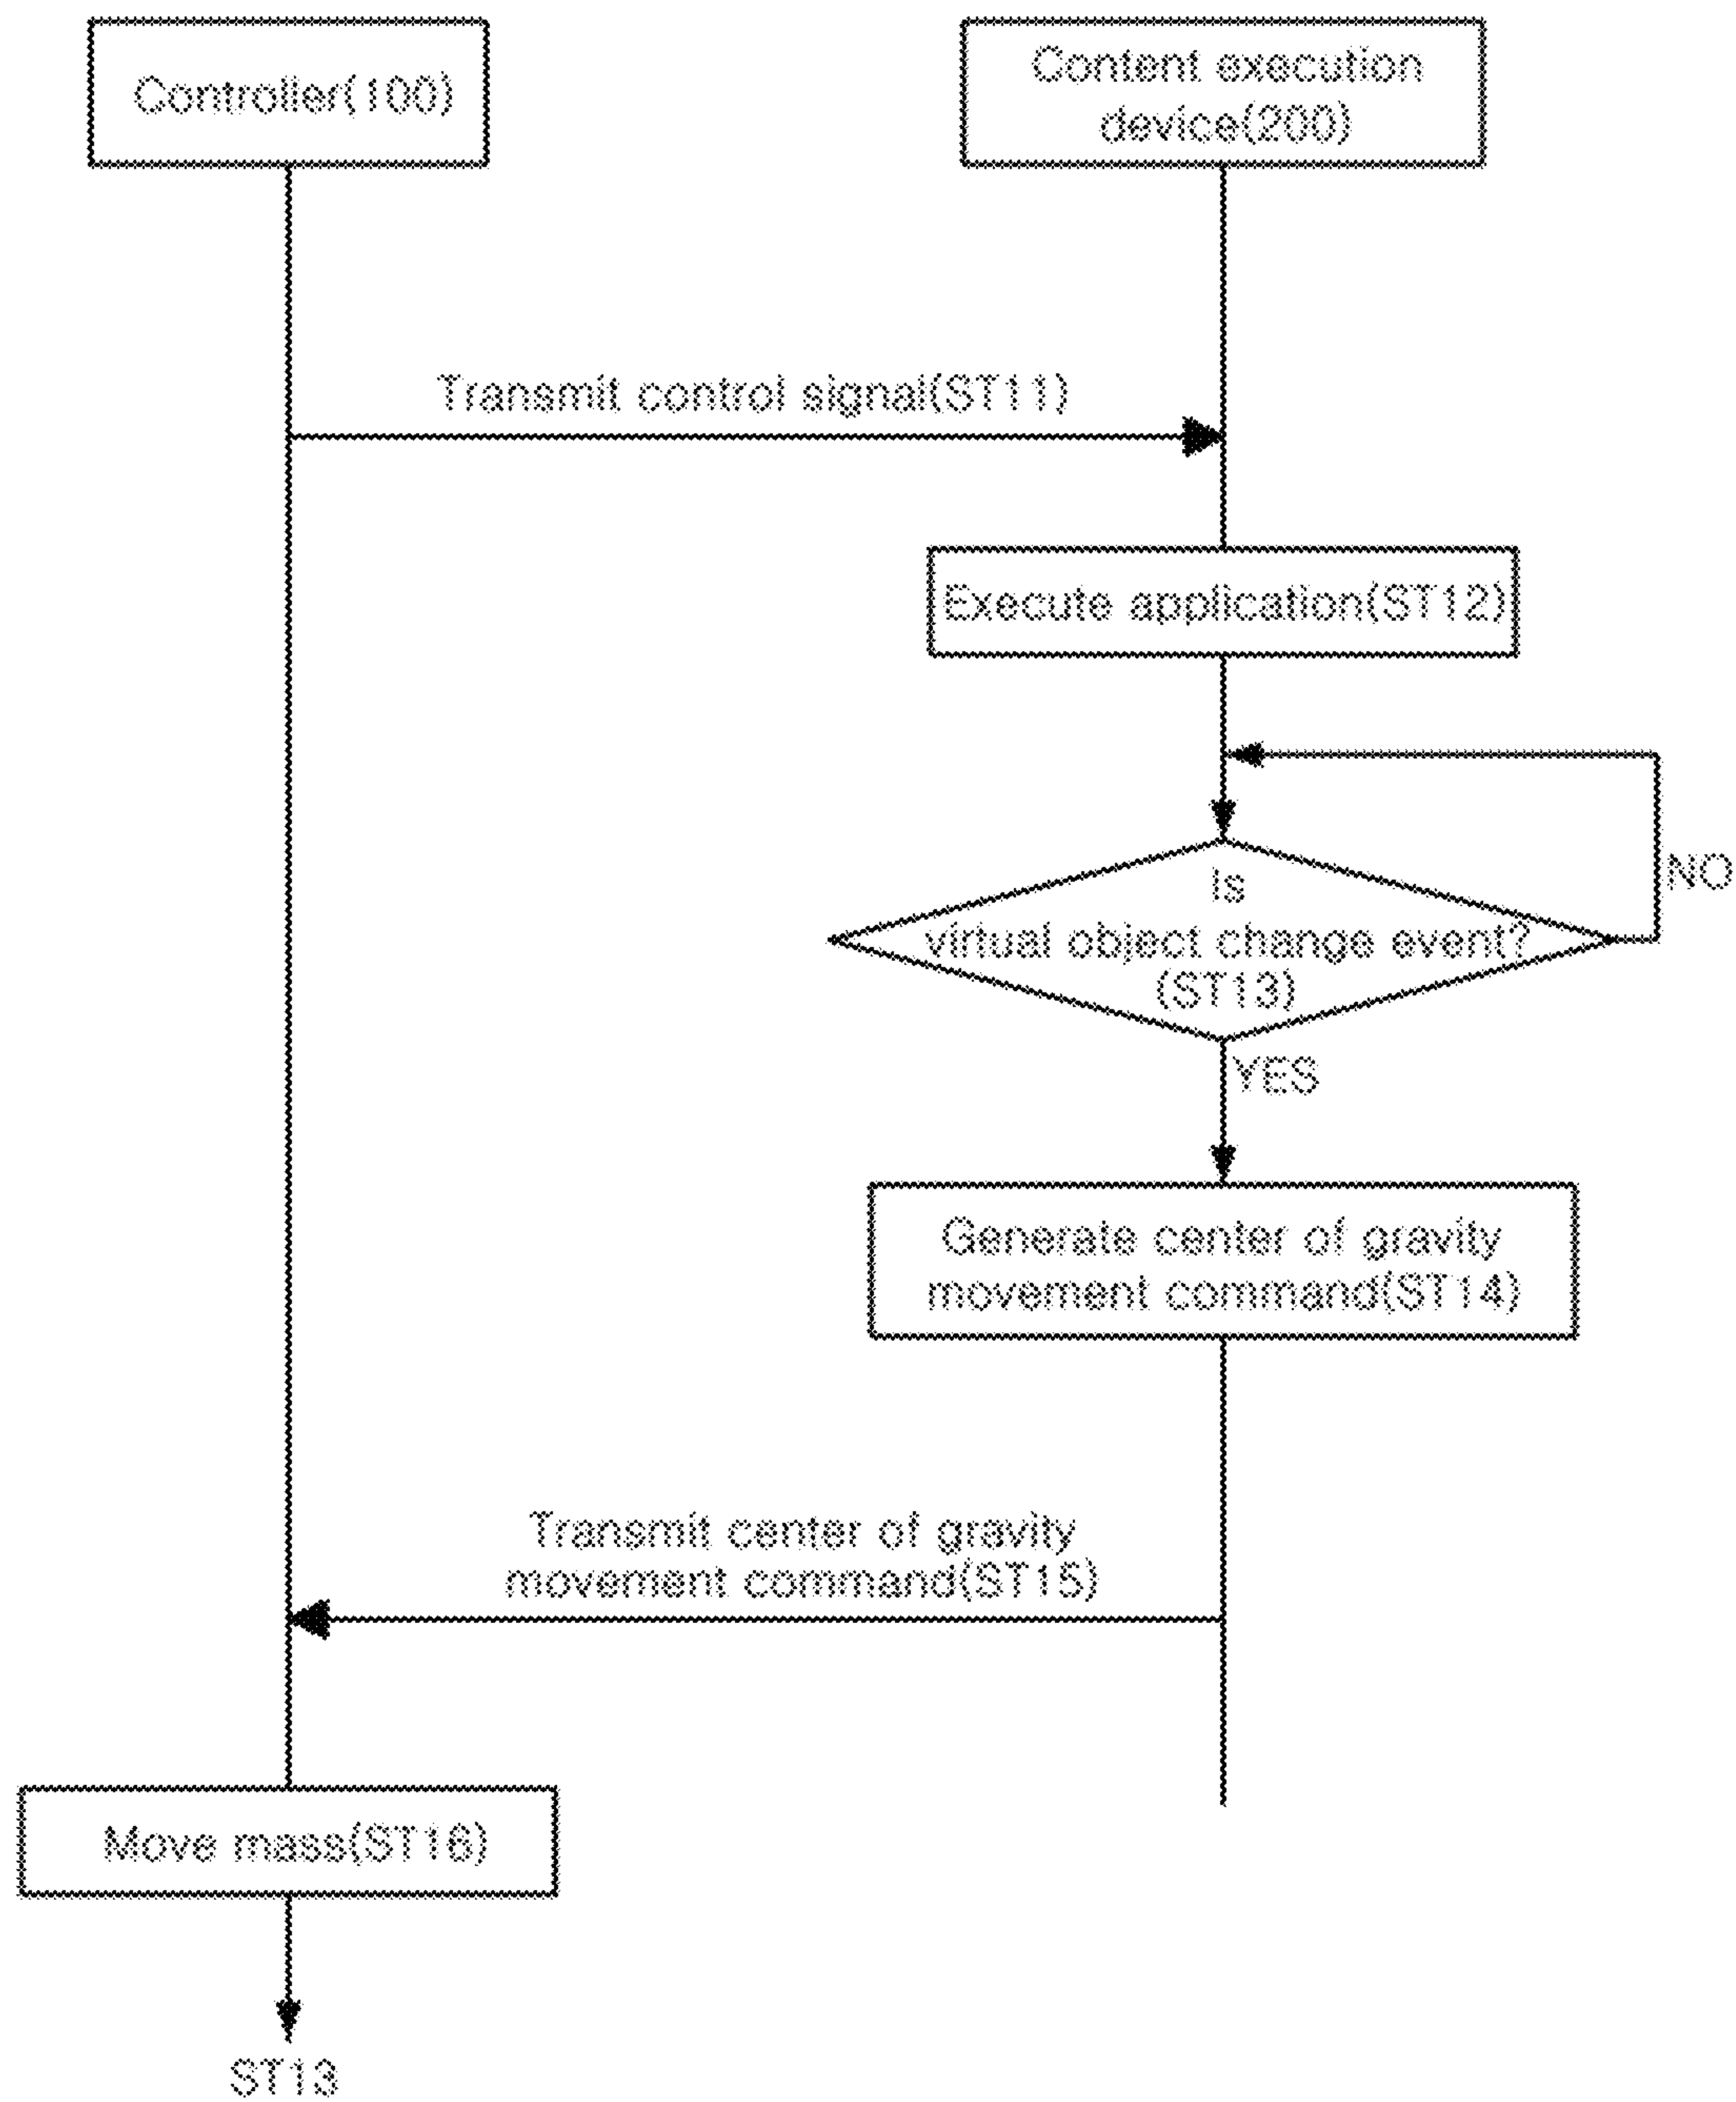 Controller(100)
Content execution
device(200)
Transmit control signal(ST11)
Execute application(ST12)
NO
Is
virtual object change event?
(ST13)
YES
Generate center of gravity
movement command(ST14)
Transmit center of gravity
movement command(ST15)
Move mass(ST16)
ST13